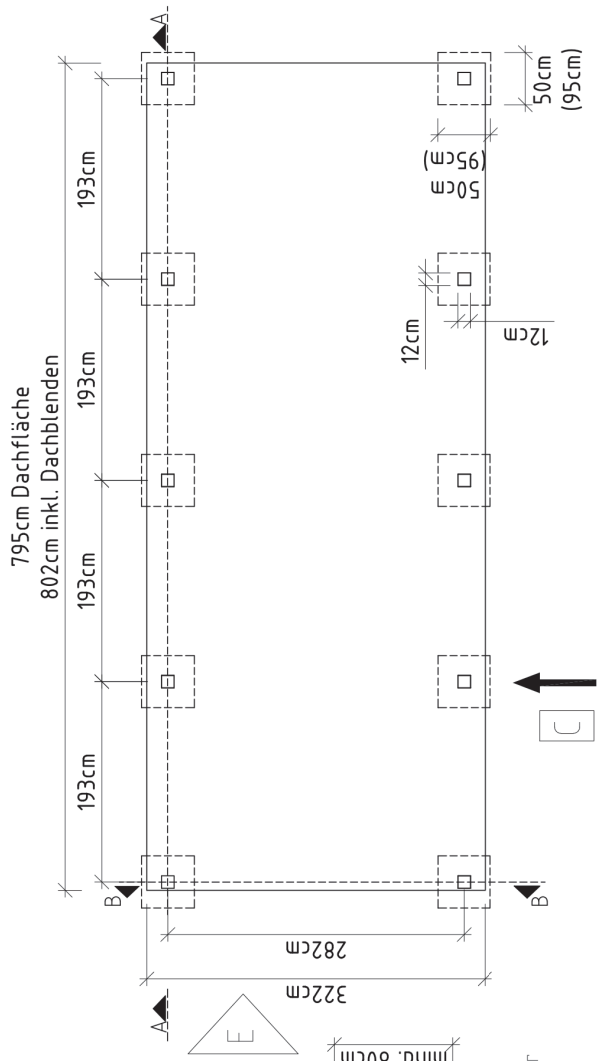 795cm Dachfläche
802cm inkl. Dachblenden
193cm
193cm
193cm
193cm
A
A
B
B
322cm
282cm
12cm
12cm
50cm
(95cm)
50cm
(95cm)
C
E
mind. 80cm